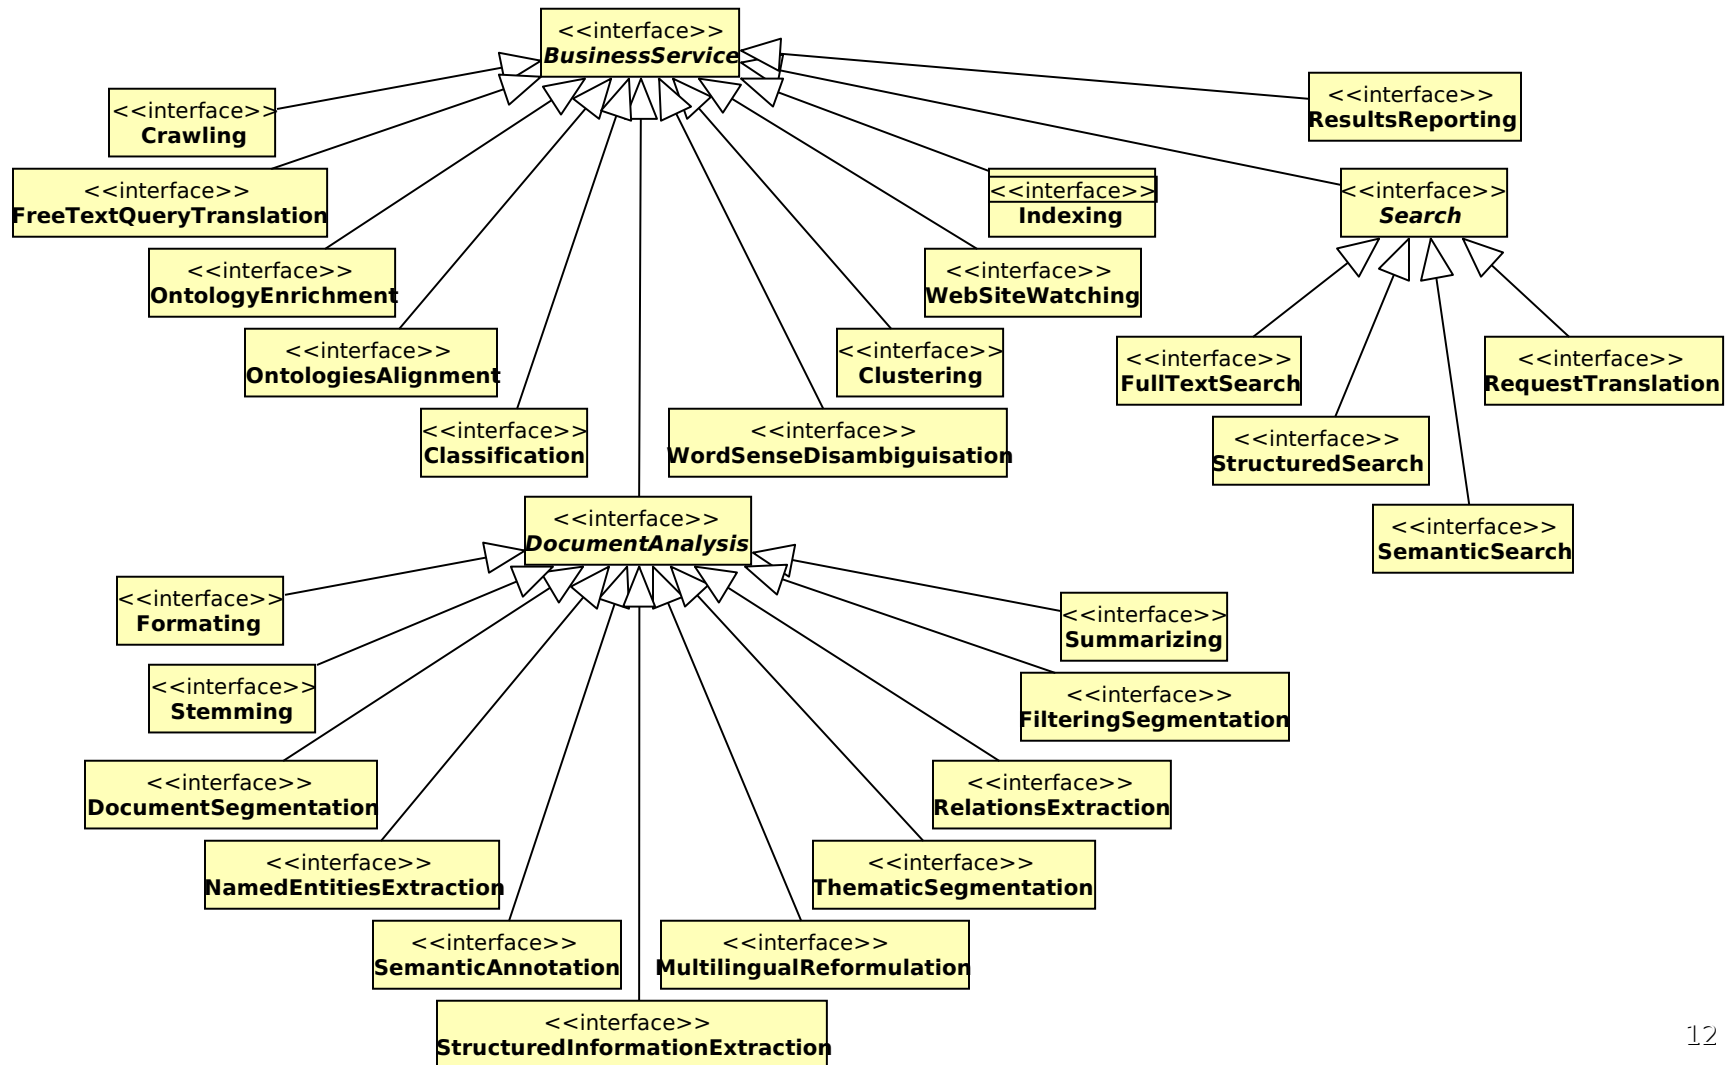 <<interface>>
BusinessService
<<interface>>
ResultsReporting
<<interface>>
Crawling
<<interface>>
FreeTextQueryTranslation
<<interface>>
Indexing
<<interface>>
Search
<<interface>>
OntologyEnrichment
<<interface>>
WebSiteWatching
<<interface>>
OntologiesAlignment
<<interface>>
Clustering
<<interface>>
FullTextSearch
<<interface>>
RequestTranslation
<<interface>>
Classification
<<interface>>
WordSenseDisambiguisation
<<interface>>
StructuredSearch
<<interface>>
DocumentAnalysis
<<interface>>
SemanticSearch
<<interface>>
Formating
<<interface>>
Summarizing
<<interface>>
Stemming
<<interface>>
FilteringSegmentation
<<interface>>
DocumentSegmentation
<<interface>>
RelationsExtraction
<<interface>>
NamedEntitiesExtraction
<<interface>>
ThematicSegmentation
<<interface>>
SemanticAnnotation
<<interface>>
MultilingualReformulation
<<interface>>
StructuredInformationExtraction
12